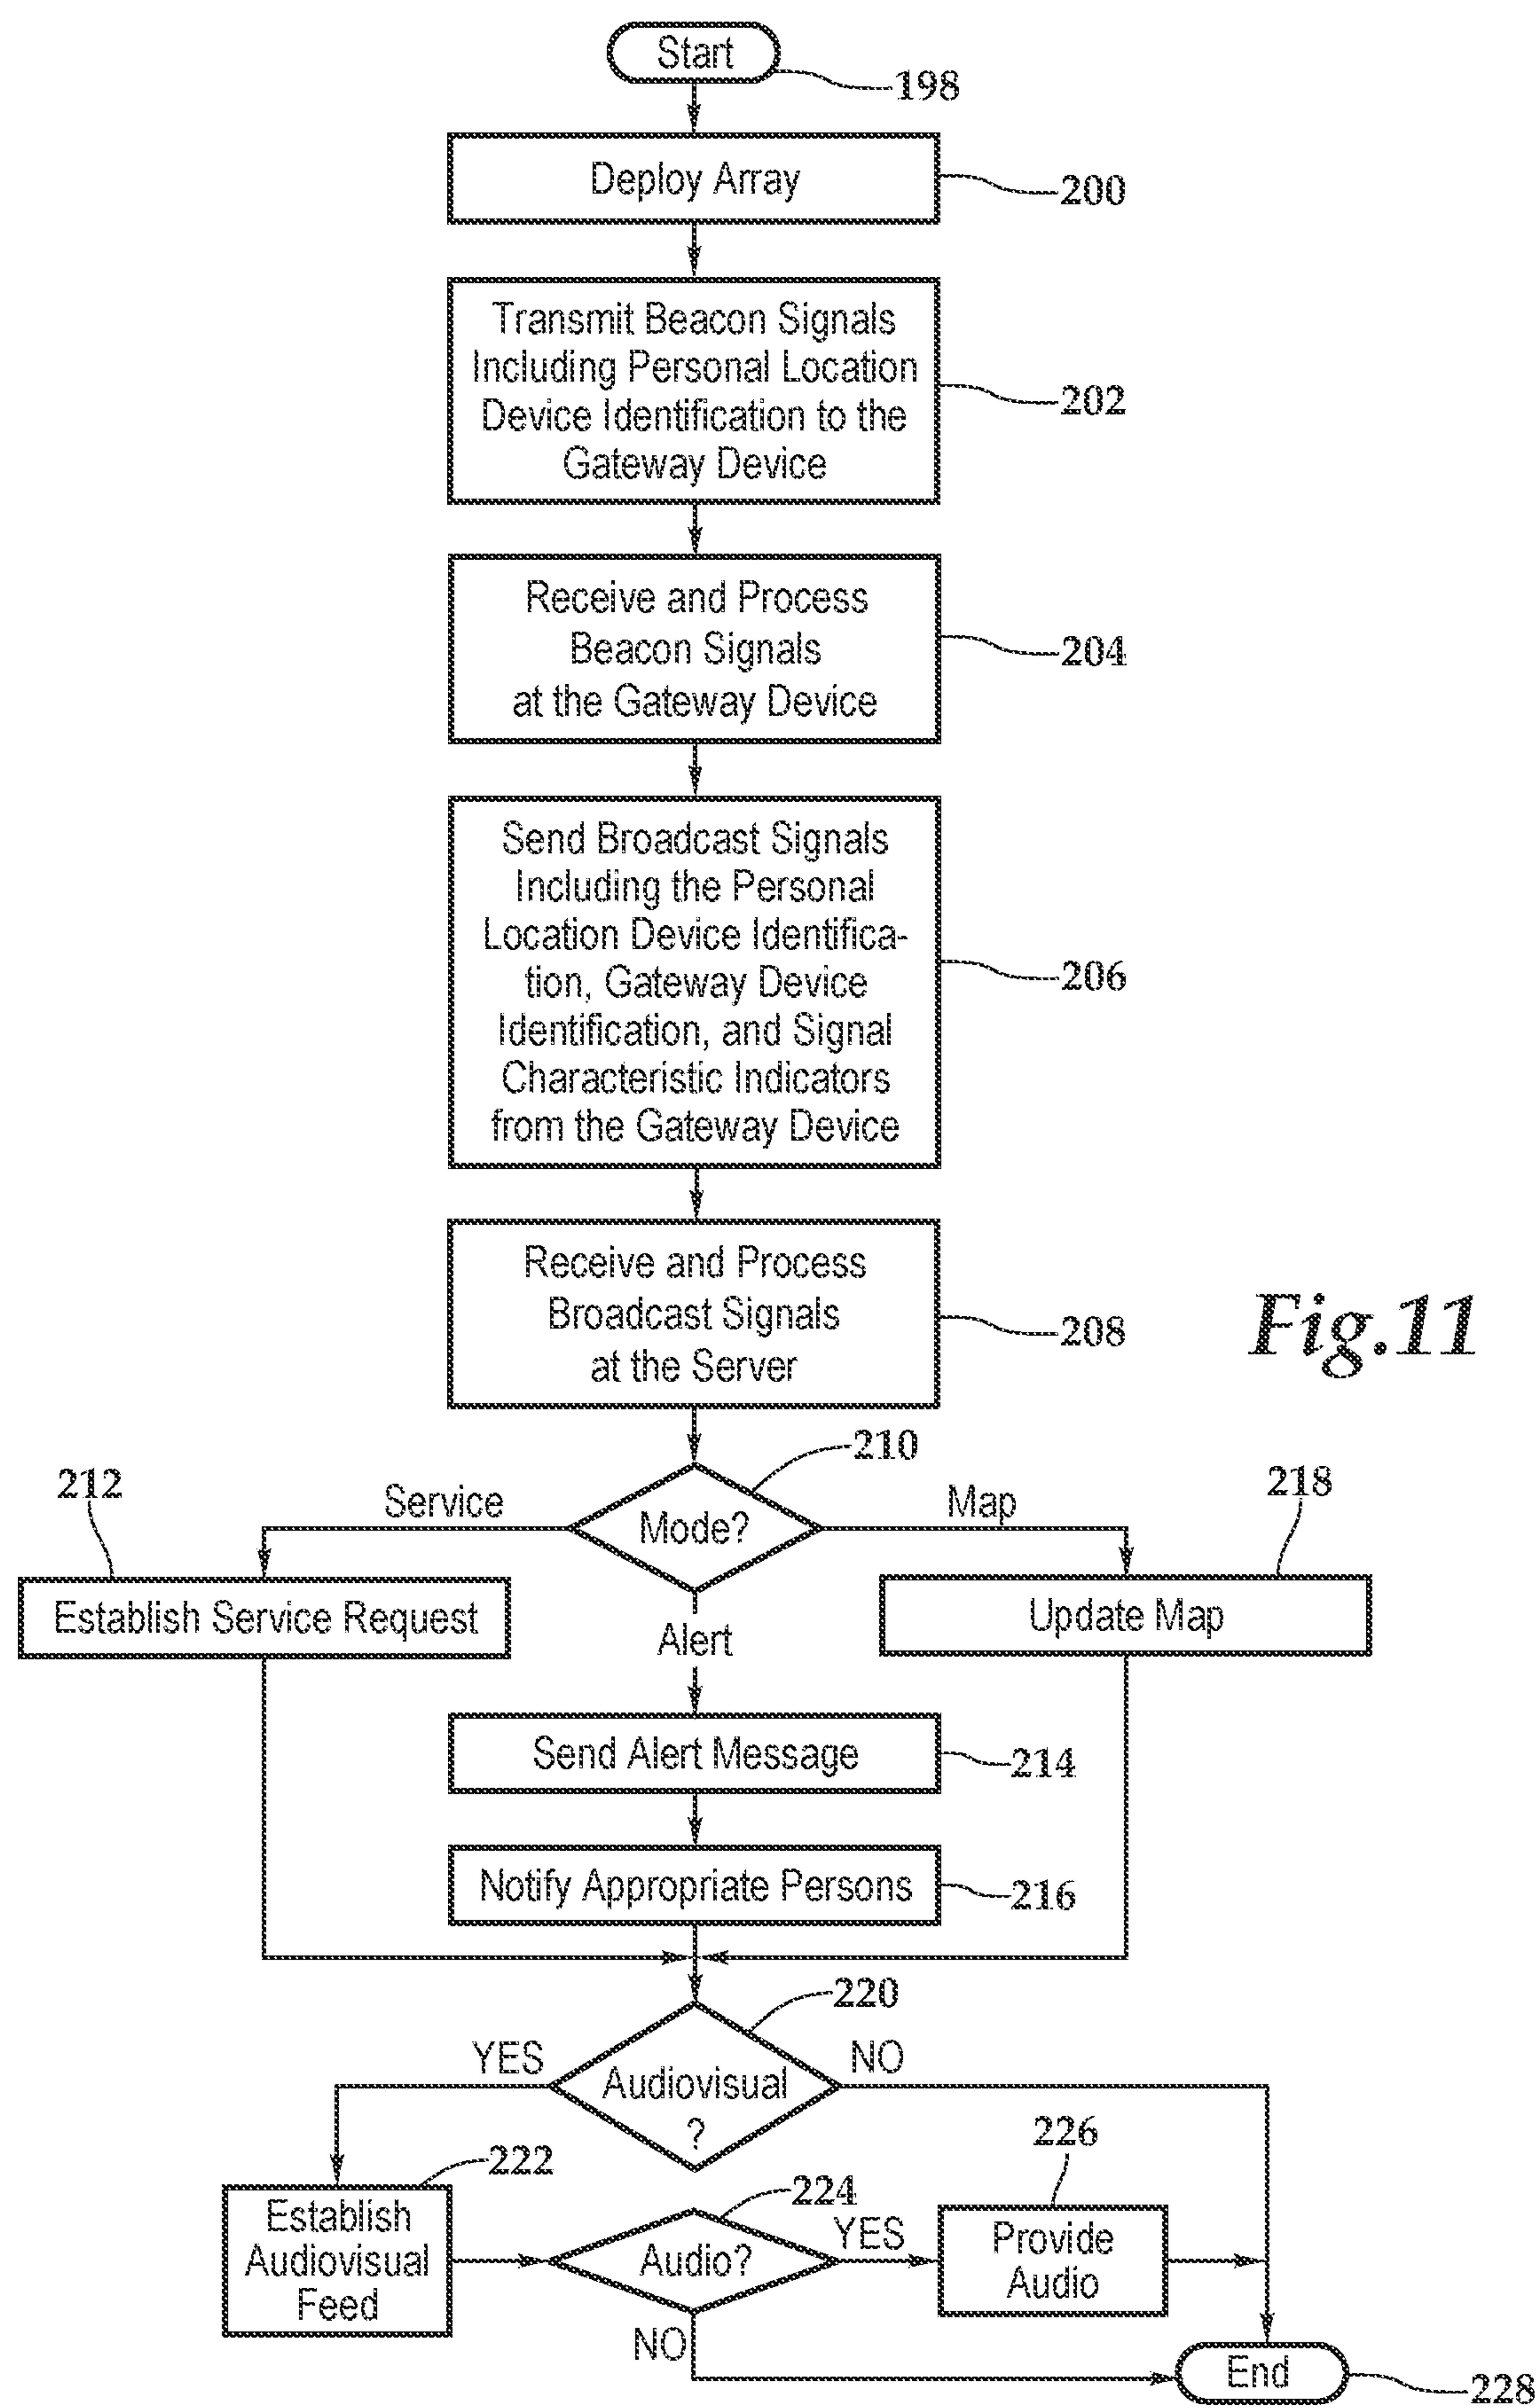 Start
198
Deploy Array
200
Transmit Beacon Signals
Including Personal Location
Device Identification to the
Gateway Device
202
Receive and Process
Beacon Signals
at the Gateway Device
204
Send Broadcast Signals
Including the Personal
Location Device Identifica-
tion, Gateway Device
Identification, and Signal
Characteristic Indicators
from the Gateway Device
206
Receive and Process
Broadcast Signals
at the Server
208
Fig.11
210
Mode?
Service
Map
212
218
Establish Service Request
Alert
Update Map
Send Alert Message
214
Notify Appropriate Persons
216
220
YES
NO
Audiovisual
?
222
Establish
Audiovisual
Feed
224
Audio?
YES
226
Provide
Audio
NO
End
228